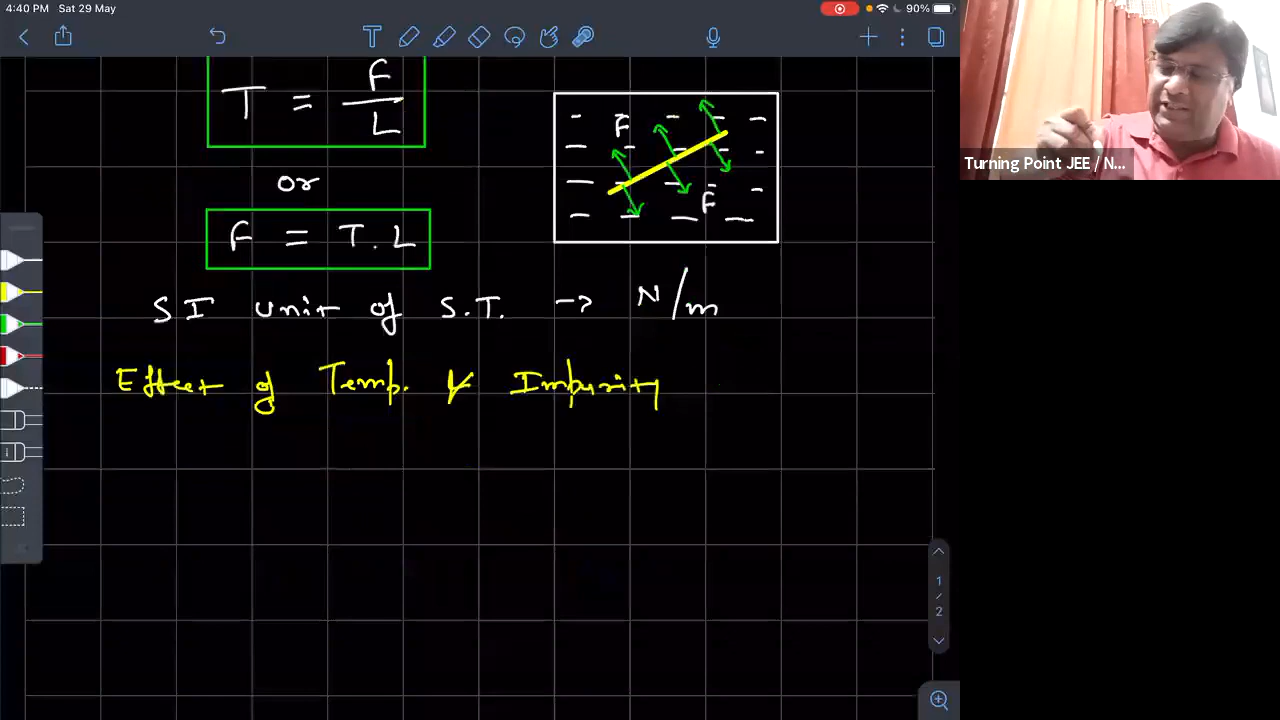 4:40 PM Sat 29 May
90%
T = F/L
or
F = T.L
F
F
SI unit of S.T. → N/m
Effect of Temp. & Impurity
Turning Point JEE / N...
1
/
2